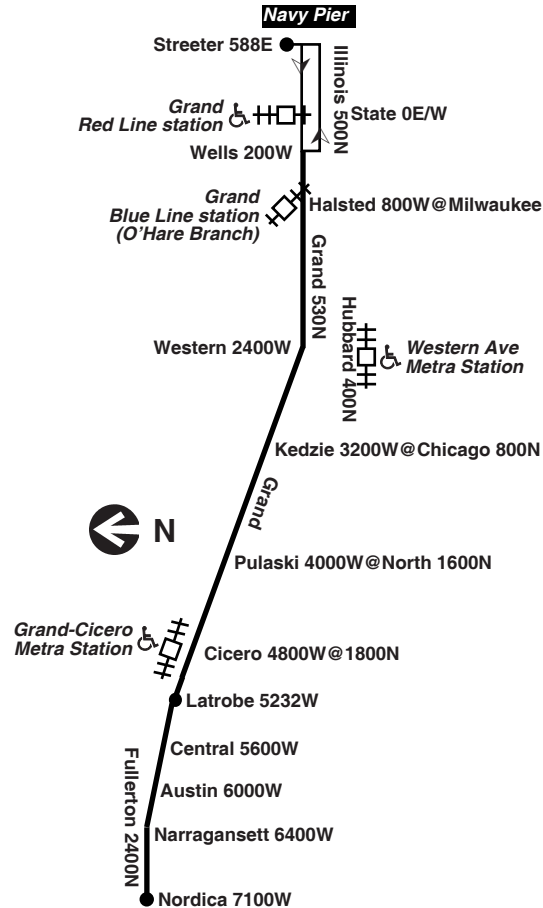 Navy Pier
Streeter 588E
Illinois 500N
Grand
Red Line station
State 0E/W
Wells 200W
Grand
Blue Line station
(O'Hare Branch)
Halsted 800W@Milwaukee
Grand 530N
Hubbard 400N
Western 2400W
Western Ave
Metra Station
Kedzie 3200W@Chicago 800N
Grand
N
Pulaski 4000W@North 1600N
Grand-Cicero
Metra Station
Cicero 4800W@1800N
Latrobe 5232W
Central 5600W
Fullerton 2400N
Austin 6000W
Narragansett 6400W
Nordica 7100W